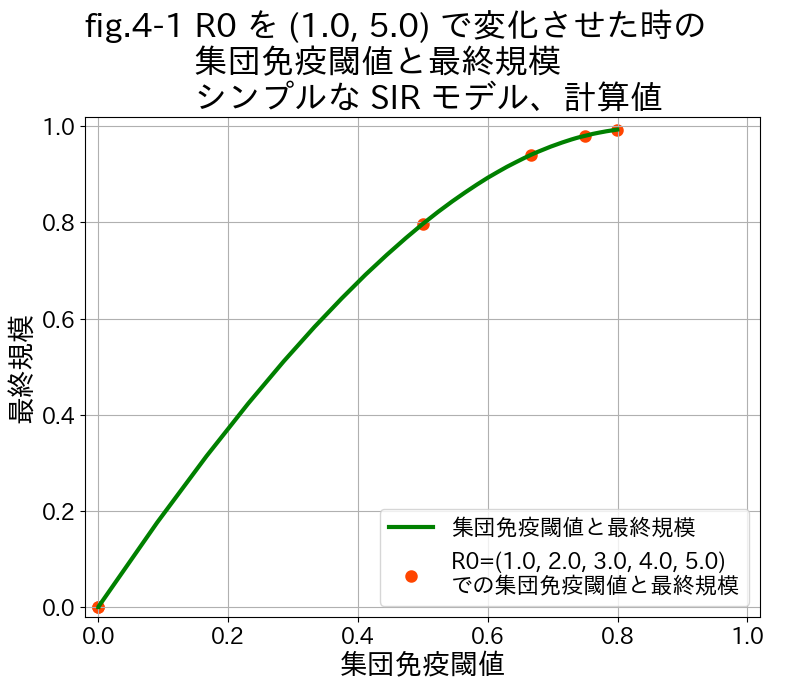 fig.4-1 R0 を (1.0, 5.0) で変化させた時の
集団免疫閾値と最終規模
シンプルな SIR モデル、計算値
1.0
0.8
0.6
0.4
0.2
0.0
最終規模
集団免疫閾値と最終規模
R0=(1.0, 2.0, 3.0, 4.0, 5.0)
での集団免疫閾値と最終規模
0.0 0.2 0.4 0.6 0.8 1.0
集団免疫閾値